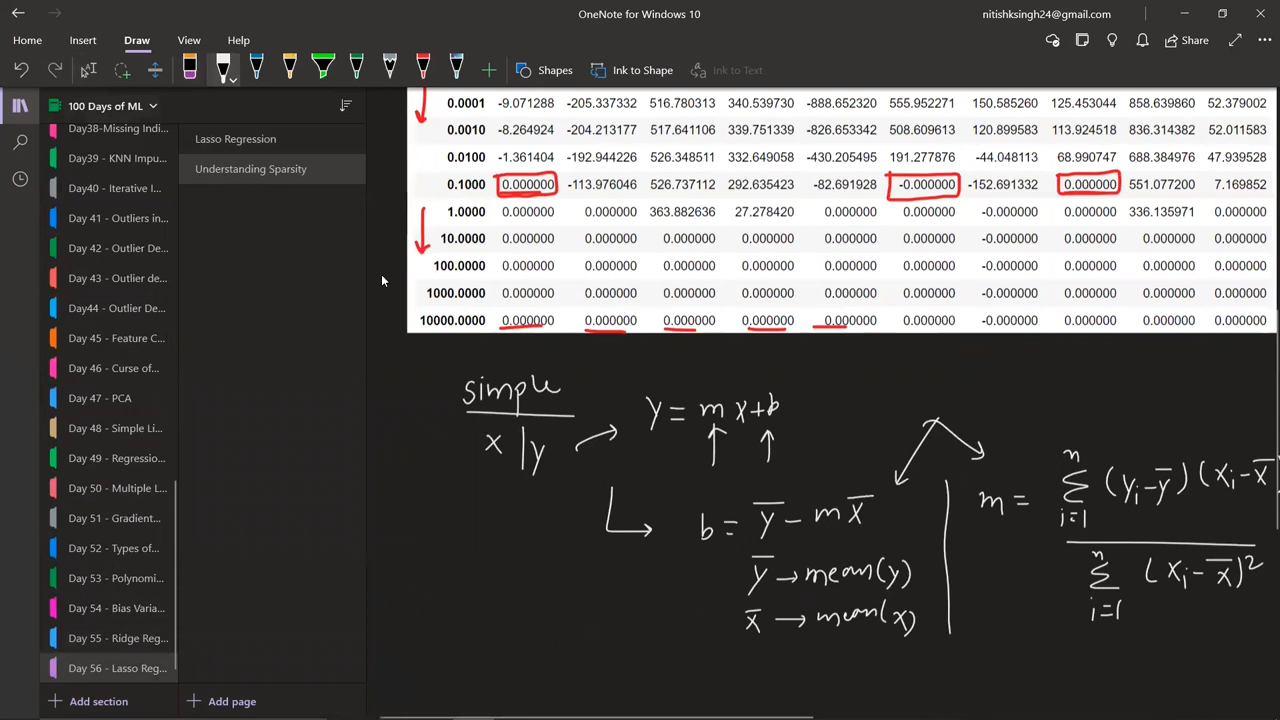 OneNote for Windows 10
nitishksingh24@gmail.com
Home Insert Draw View Help
Share
Shapes Ink to Shape Ink to Text
100 Days of ML
Day38-Missing Indi...
Day39 - KNN Impu...
Day40 - Iterative I...
Day 41 - Outliers in...
Day 42 - Outlier De...
Day 43 - Outlier de...
Day44 - Outlier De...
Day 45 - Feature C...
Day 46 - Curse of...
Day 47 - PCA
Day 48 - Simple Li...
Day 49 - Regressio...
Day 50 - Multiple L...
Day 51 - Gradient...
Day 52 - Types of...
Day 53 - Polynomi...
Day 54 - Bias Varia...
Day 55 - Ridge Reg...
Day 56 - Lasso Reg...
Add section
Lasso Regression
Understanding Sparsity
Add page
0.0001 -9.071288 -205.337332 516.780313 340.539730 -888.652320 555.952271 150.585260 125.453044 858.639860 52.379002
0.0010 -8.264924 -204.213177 517.641106 339.751339 -826.653342 506.609613 120.899583 113.924518 836.314382 52.011583
0.0100 -1.361404 -192.944226 526.348511 332.649058 -430.205495 191.277876 -44.048113 68.990747 688.384976 47.939528
0.1000 0.000000 -113.976046 526.737112 292.635423 -82.691928 -0.000000 -152.691332 0.000000 551.077200 7.169852
1.0000 0.000000 0.000000 363.882636 27.278420 0.000000 0.000000 -0.000000 0.000000 336.135971 0.000000
10.0000 0.000000 0.000000 0.000000 0.000000 0.000000 0.000000 -0.000000 0.000000 0.000000 0.000000
100.0000 0.000000 0.000000 0.000000 0.000000 0.000000 0.000000 -0.000000 0.000000 0.000000 0.000000
1000.0000 0.000000 0.000000 0.000000 0.000000 0.000000 0.000000 -0.000000 0.000000 0.000000 0.000000
10000.0000 0.000000 0.000000 0.000000 0.000000 0.000000 0.000000 -0.000000 0.000000 0.000000 0.000000
simple
x | y
y = mx + b
b = ȳ - mx̄
ȳ → mean(y)
x̄ → mean(x)
m = Σ i=1 n (yi - ȳ)(xi - x̄)
Σ i=1 n (xi - x̄)²